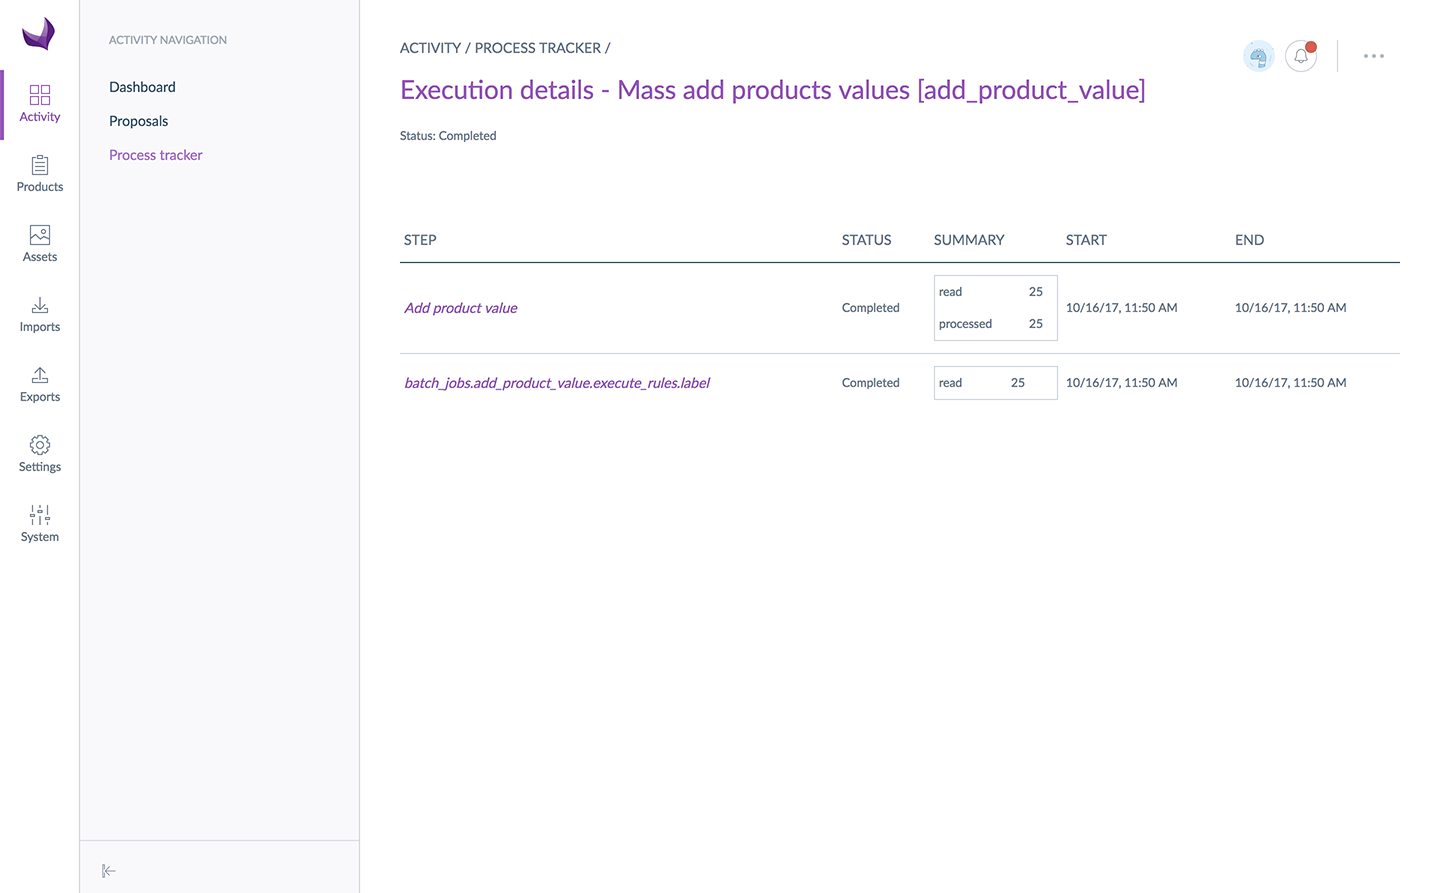 Activity
Products
Assets
Imports
Exports
Settings
System
ACTIVITY NAVIGATION
Dashboard
Proposals
Process tracker
ACTIVITY / PROCESS TRACKER /
Execution details - Mass add products values [add_product_value]
Status: Completed
STEP STATUS SUMMARY START END
Add product value Completed read 25 processed 25 10/16/17, 11:50 AM 10/16/17, 11:50 AM
batch_jobs.add_product_value.execute_rules.label Completed read 25 10/16/17, 11:50 AM 10/16/17, 11:50 AM